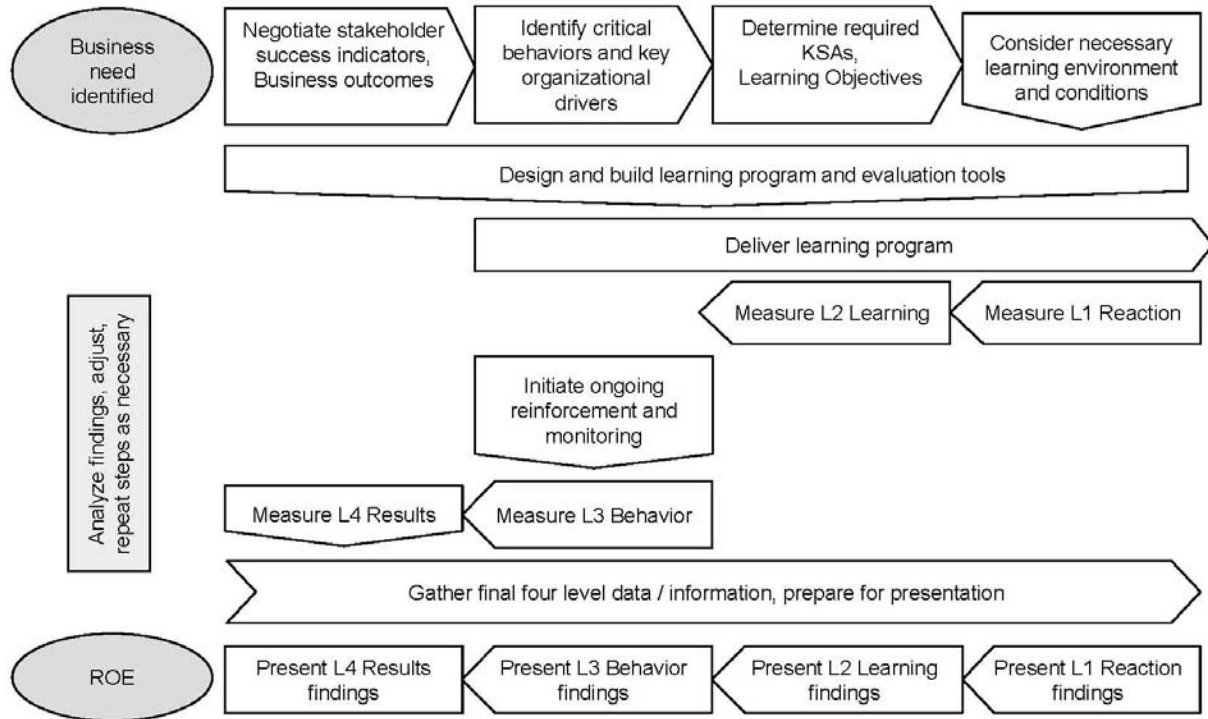 Business
need
identified
Negotiate stakeholder
success indicators,
Business outcomes
Identify critical
behaviors and key
organizational
drivers
Determine required
KSAs,
Learning Objectives
Consider necessary
learning environment
and conditions
Design and build learning program and evaluation tools
Deliver learning program
Measure L2 Learning
Measure L1 Reaction
Analyze findings, adjust,
repeat steps as necessary
Initiate ongoing
reinforcement and
monitoring
Measure L4 Results
Measure L3 Behavior
Gather final four level data / information, prepare for presentation
ROE
Present L4 Results
findings
Present L3 Behavior
findings
Present L2 Learning
findings
Present L1 Reaction
findings